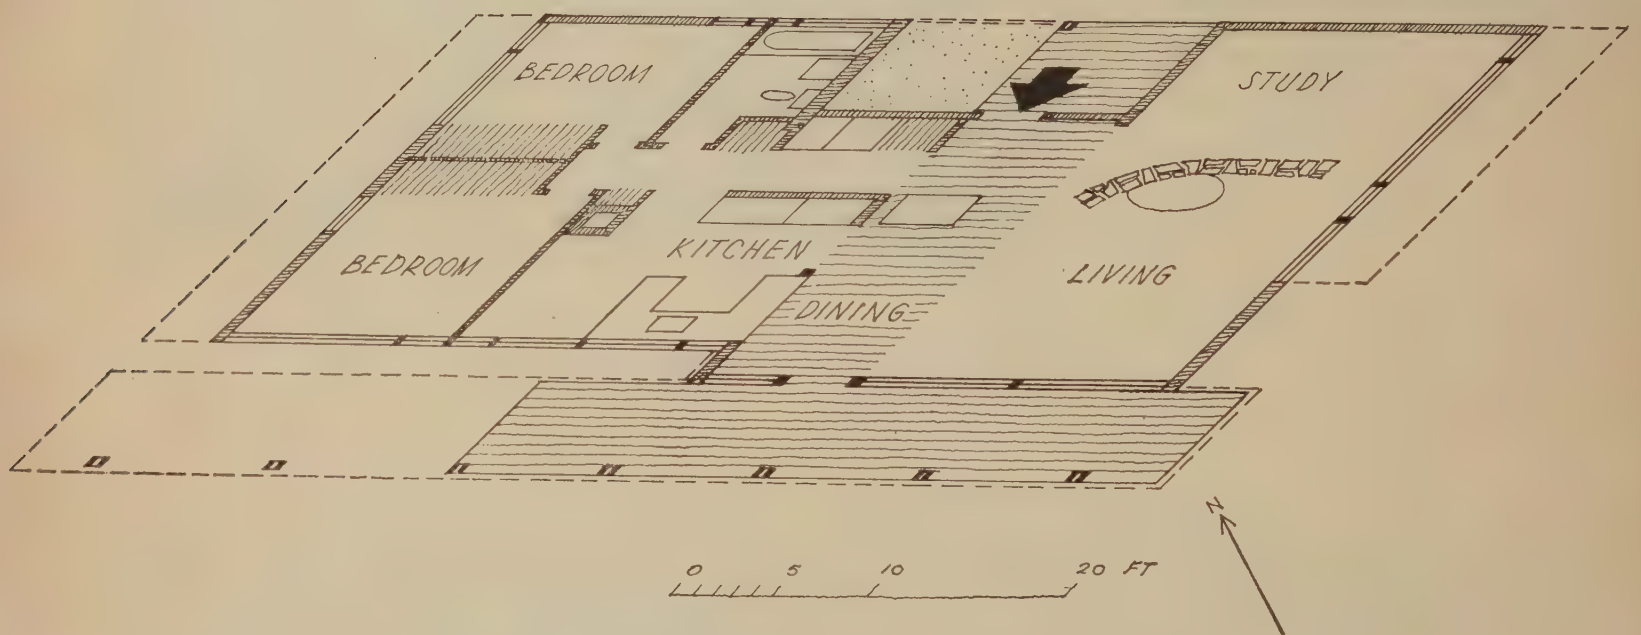 BEDROOM
STUDY
KITCHEN
BEDROOM
LIVING
DINING
N
0 5 10 20 FT